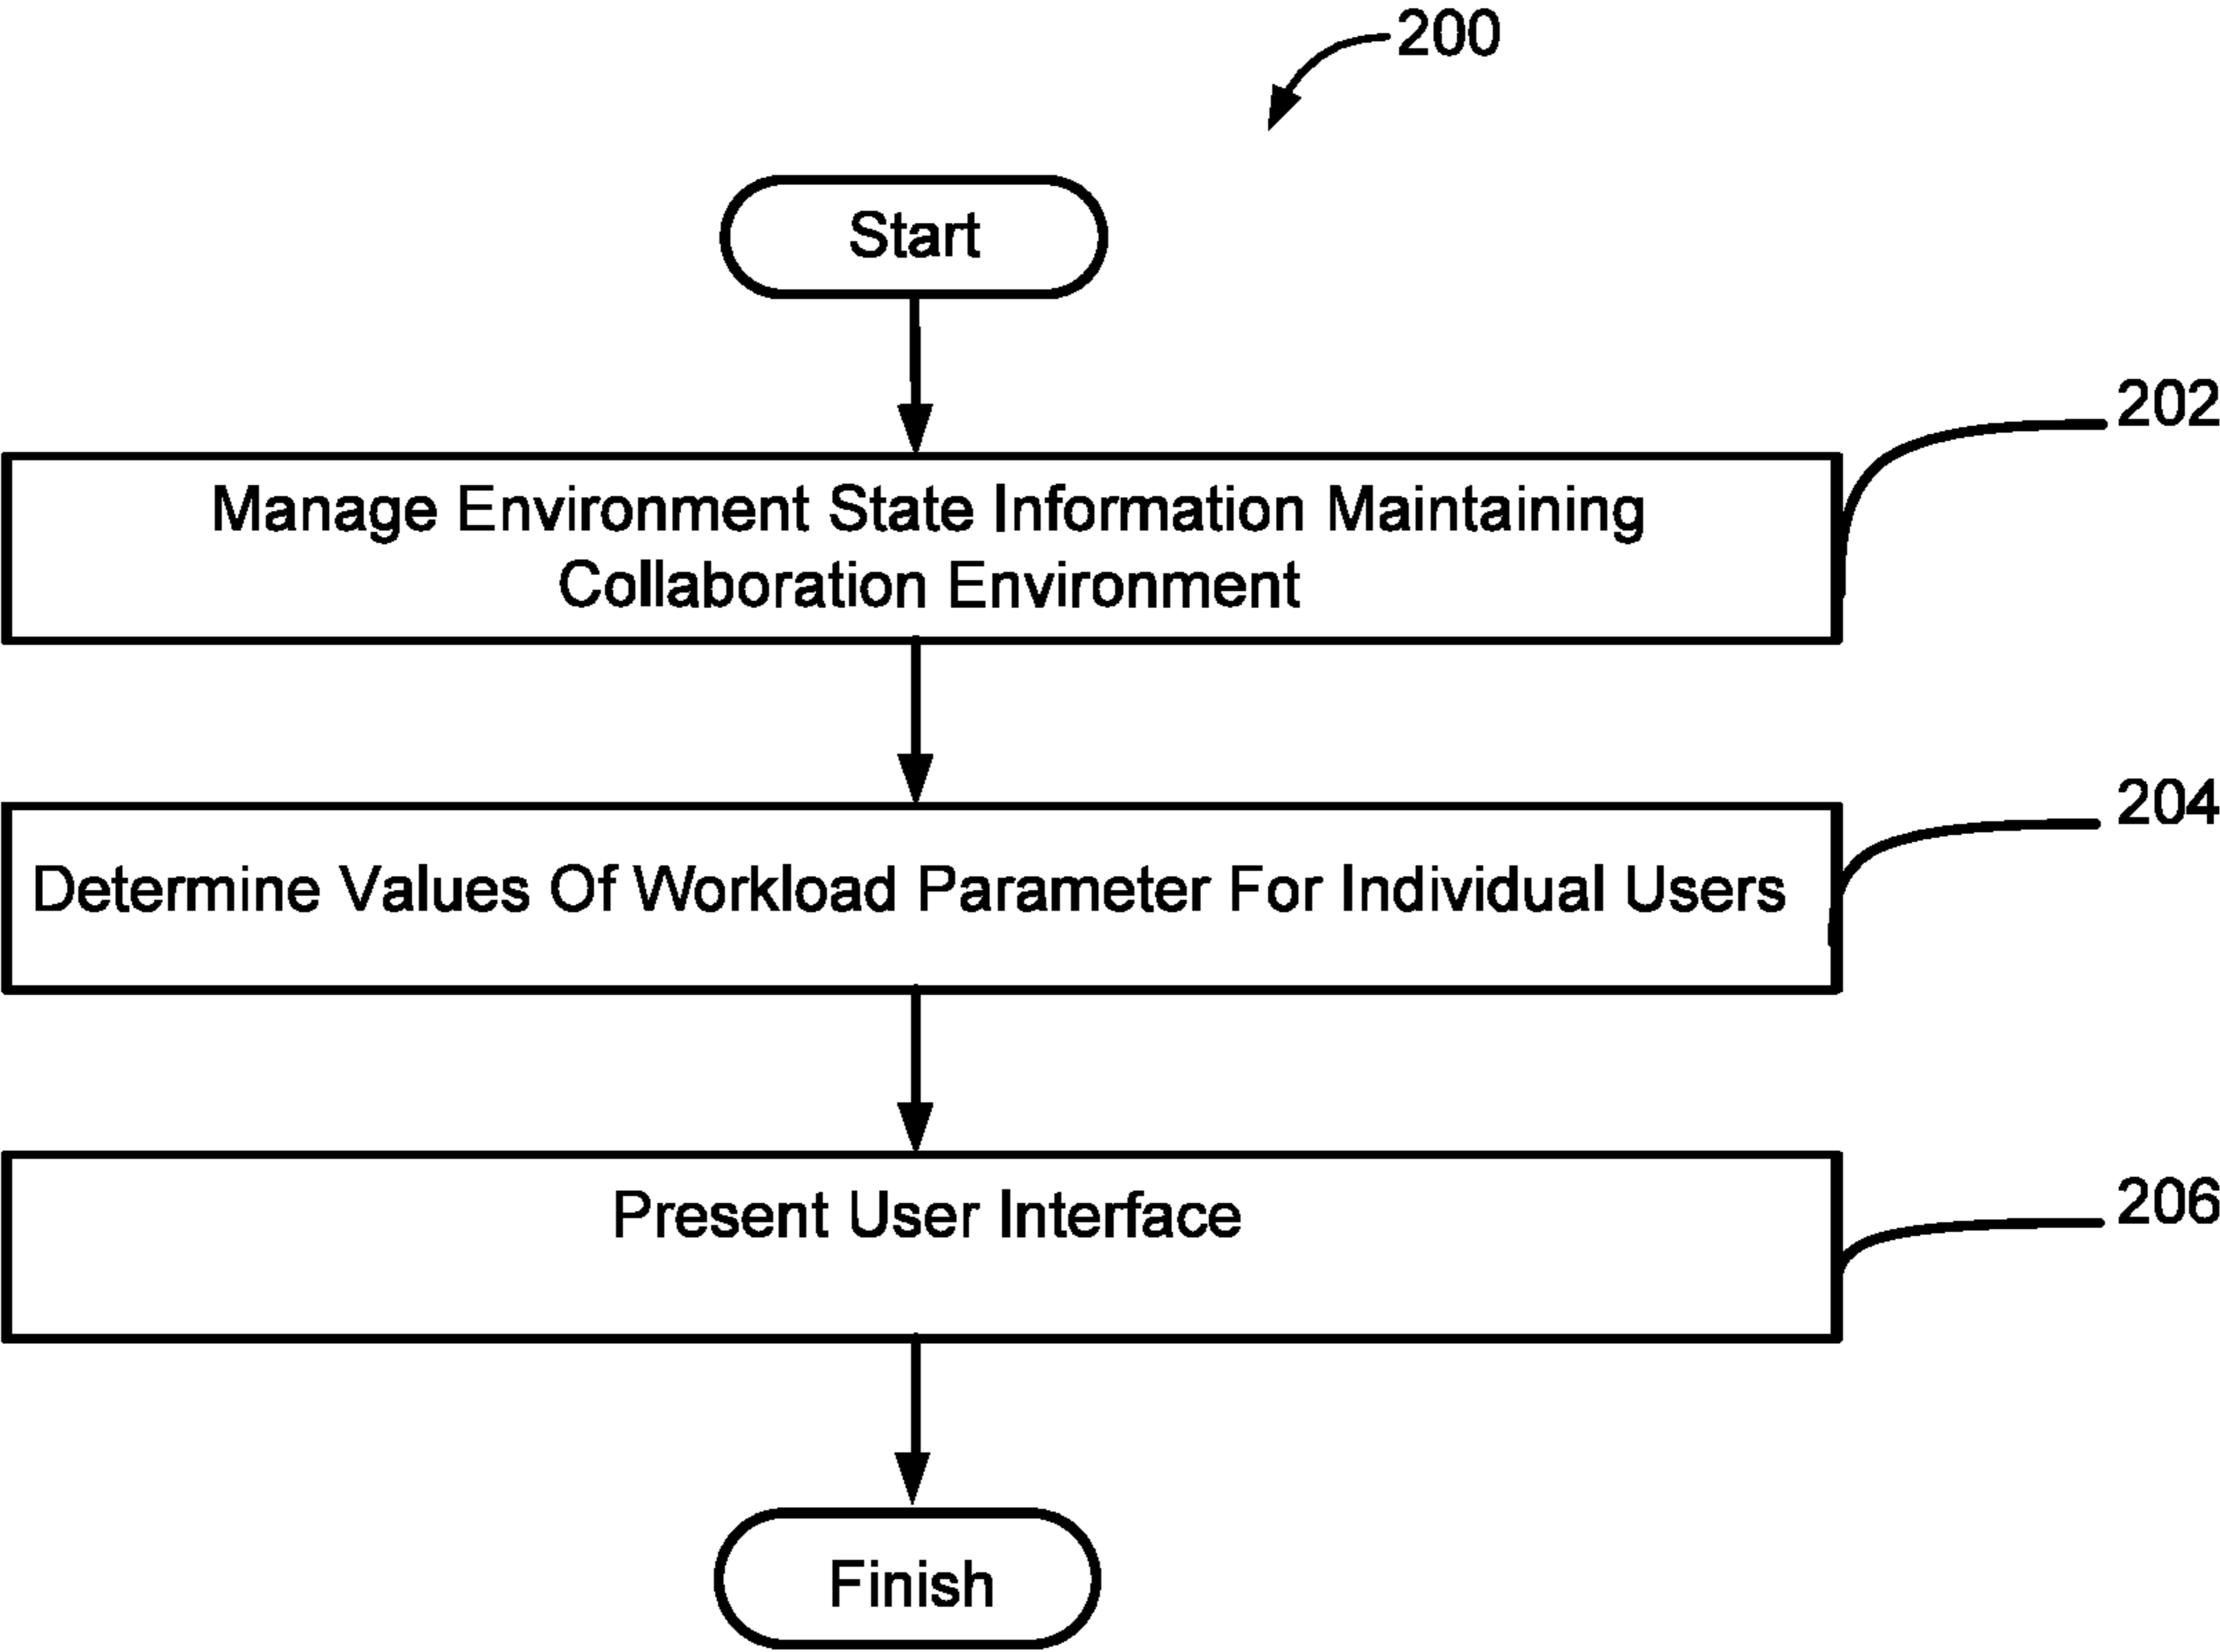 200
Start
202
Manage Environment State Information Maintaining
Collaboration Environment
204
Determine Values Of Workload Parameter For Individual Users
206
Present User Interface
Finish